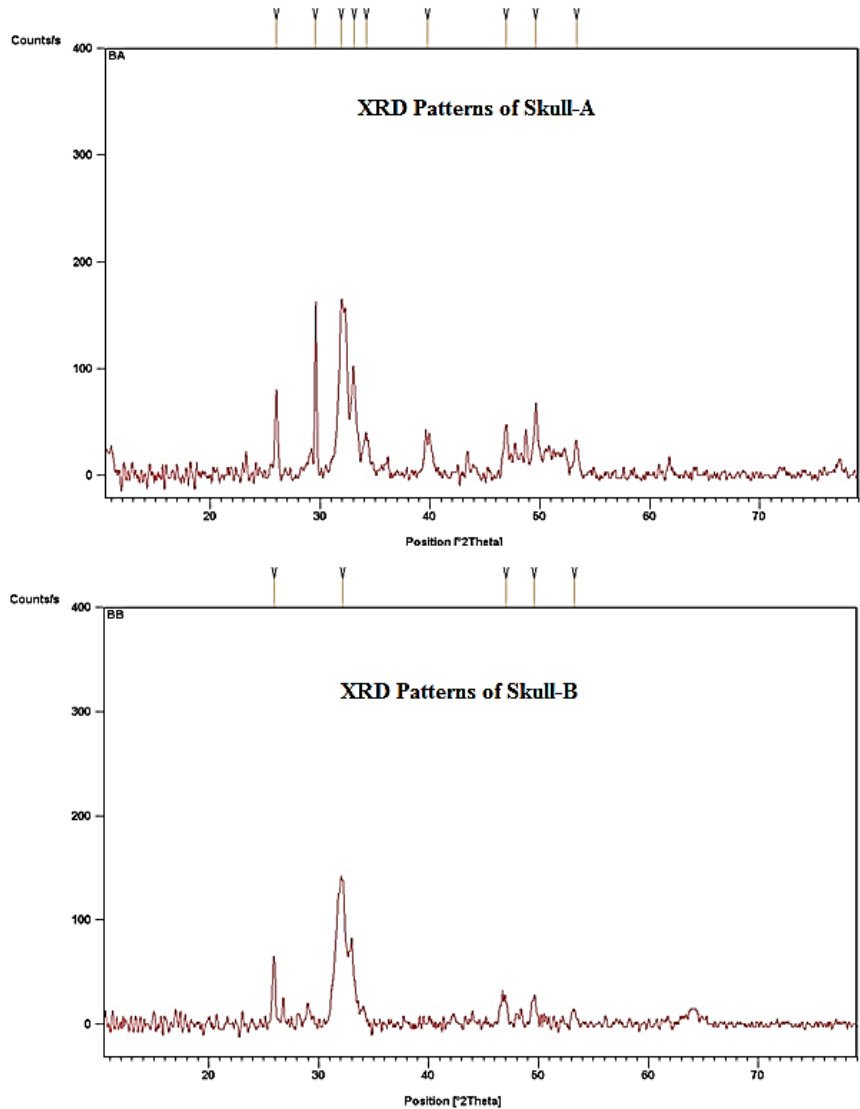 Counts/s
BA
XRD Patterns of Skull-A
400
300
200
100
0
20 30 40 50 60 70
Position [°2Theta]
Counts/s
BB
XRD Patterns of Skull-B
400
300
200
100
0
20 30 40 50 60 70
Position [°2Theta]